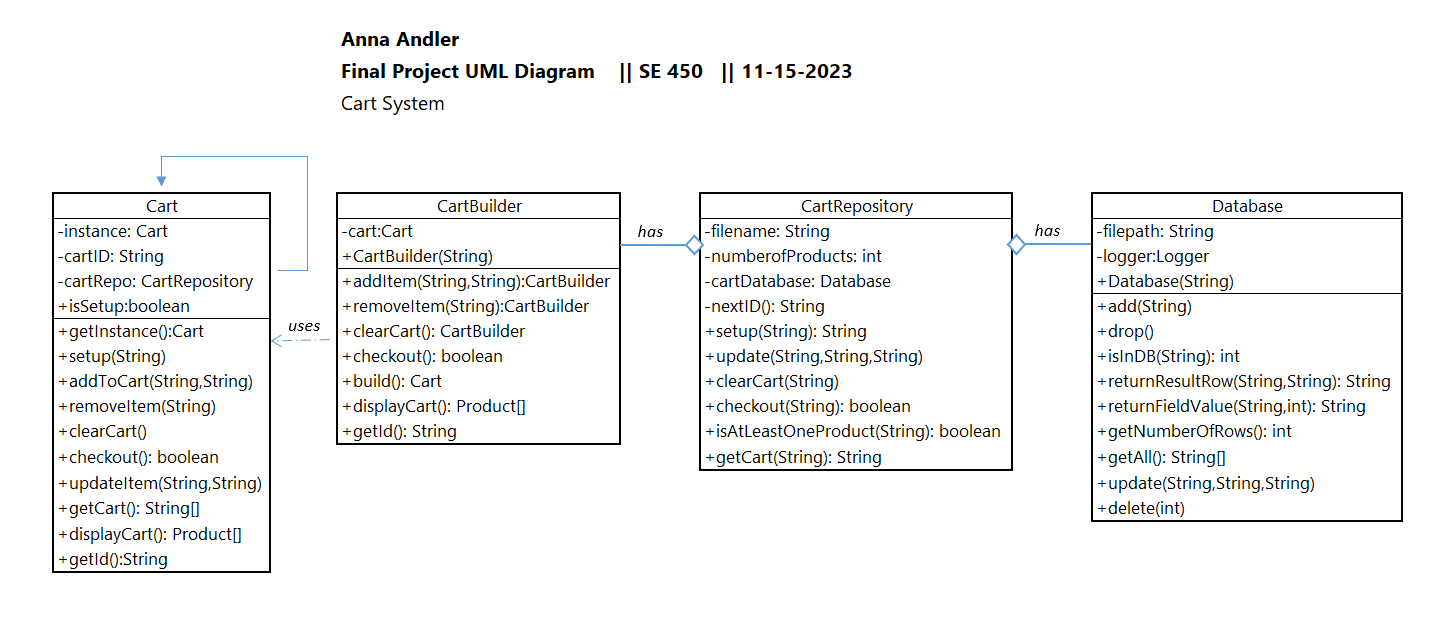 Anna Andler
Final Project UML Diagram || SE 450 || 11-15-2023
Cart System
Cart
-instance: Cart
-cartID: String
-cartRepo: CartRepository
+isSetup:boolean
+getInstance():Cart
+setup(String)
+addToCart(String,String)
+removeItem(String)
+clearCart()
+checkout(): boolean
+updateItem(String,String)
+getCart(): String[]
+displayCart(): Product[]
+getId():String
uses
CartBuilder
-cart:Cart
+CartBuilder(String)
+addItem(String,String):CartBuilder
+removeItem(String):CartBuilder
+clearCart(): CartBuilder
+checkout(): boolean
+build(): Cart
+displayCart(): Product[]
+getId(): String
has
CartRepository
-filename: String
-numberofProducts: int
-cartDatabase: Database
-nextID(): String
+setup(String): String
+update(String,String,String)
+clearCart(String)
+checkout(String): boolean
+isAtLeastOneProduct(String): boolean
+getCart(String): String
has
Database
-filepath: String
-logger:Logger
+Database(String)
+add(String)
+drop()
+isInDB(String): int
+returnResultRow(String,String): String
+returnFieldValue(String,int): String
+getNumberOfRows(): int
+getAll(): String[]
+update(String,String,String)
+delete(int)